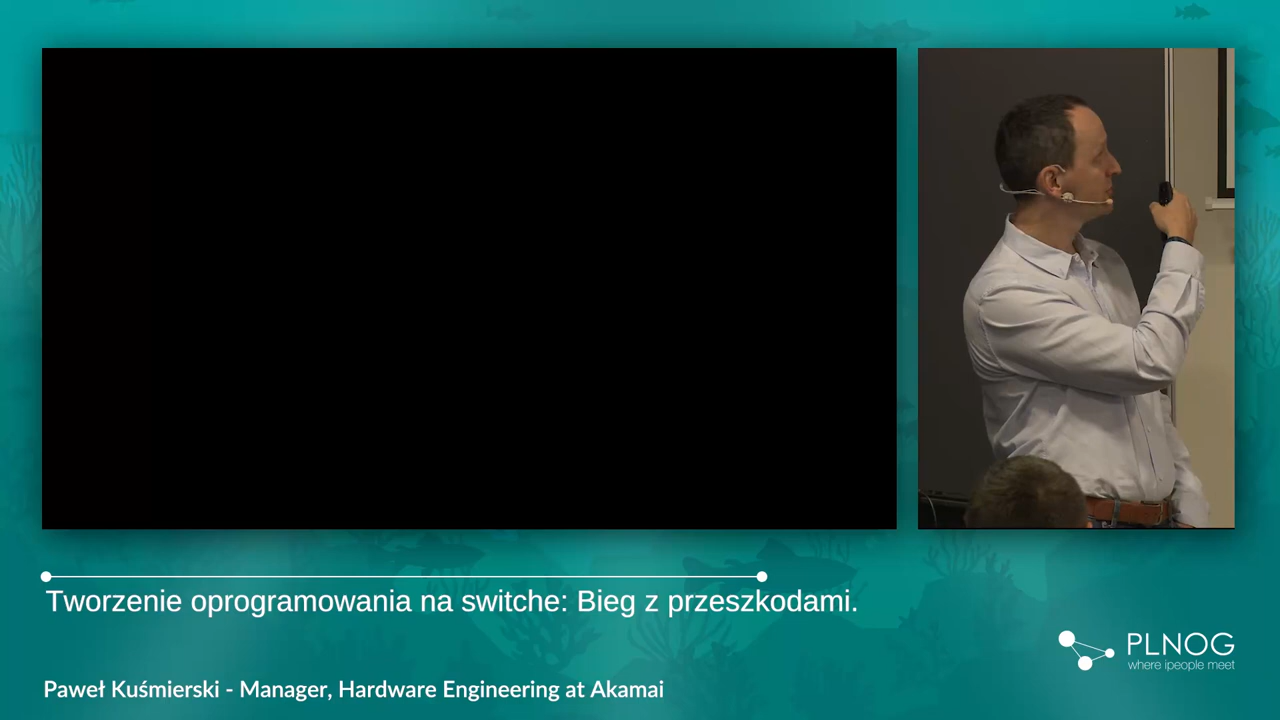 Tworzenie oprogramowania na switche: Bieg z przeszkodami.
PLNOG
where ipeople meet
Paweł Kuśmierski - Manager, Hardware Engineering at Akamai